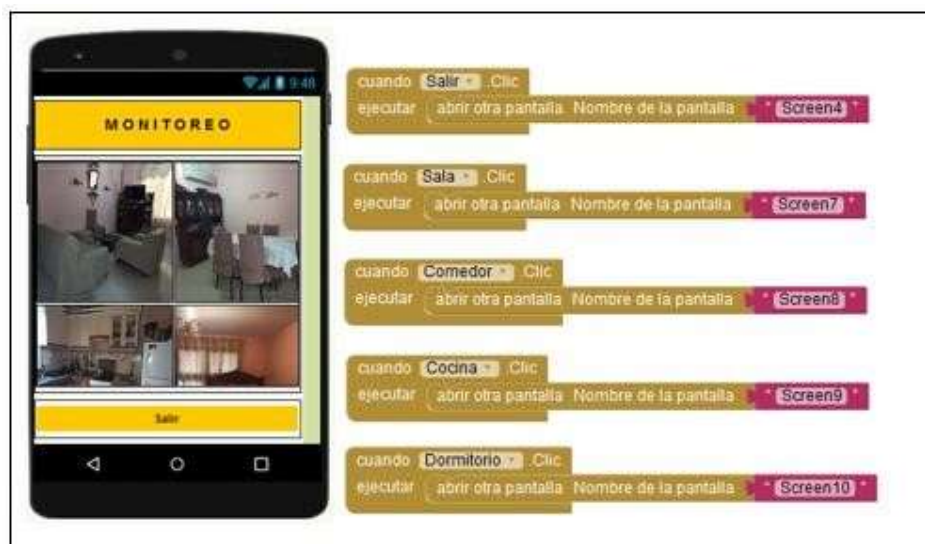 9:48
MONITOREO
Salir
cuando Salir .Clic
ejecutar abrir otra pantalla Nombre de la pantalla " Screen4 "
cuando Sala .Clic
ejecutar abrir otra pantalla Nombre de la pantalla " Screen7 "
cuando Comedor .Clic
ejecutar abrir otra pantalla Nombre de la pantalla " Screen8 "
cuando Cocina .Clic
ejecutar abrir otra pantalla Nombre de la pantalla " Screen9 "
cuando Dormitorio .Clic
ejecutar abrir otra pantalla Nombre de la pantalla " Screen10 "